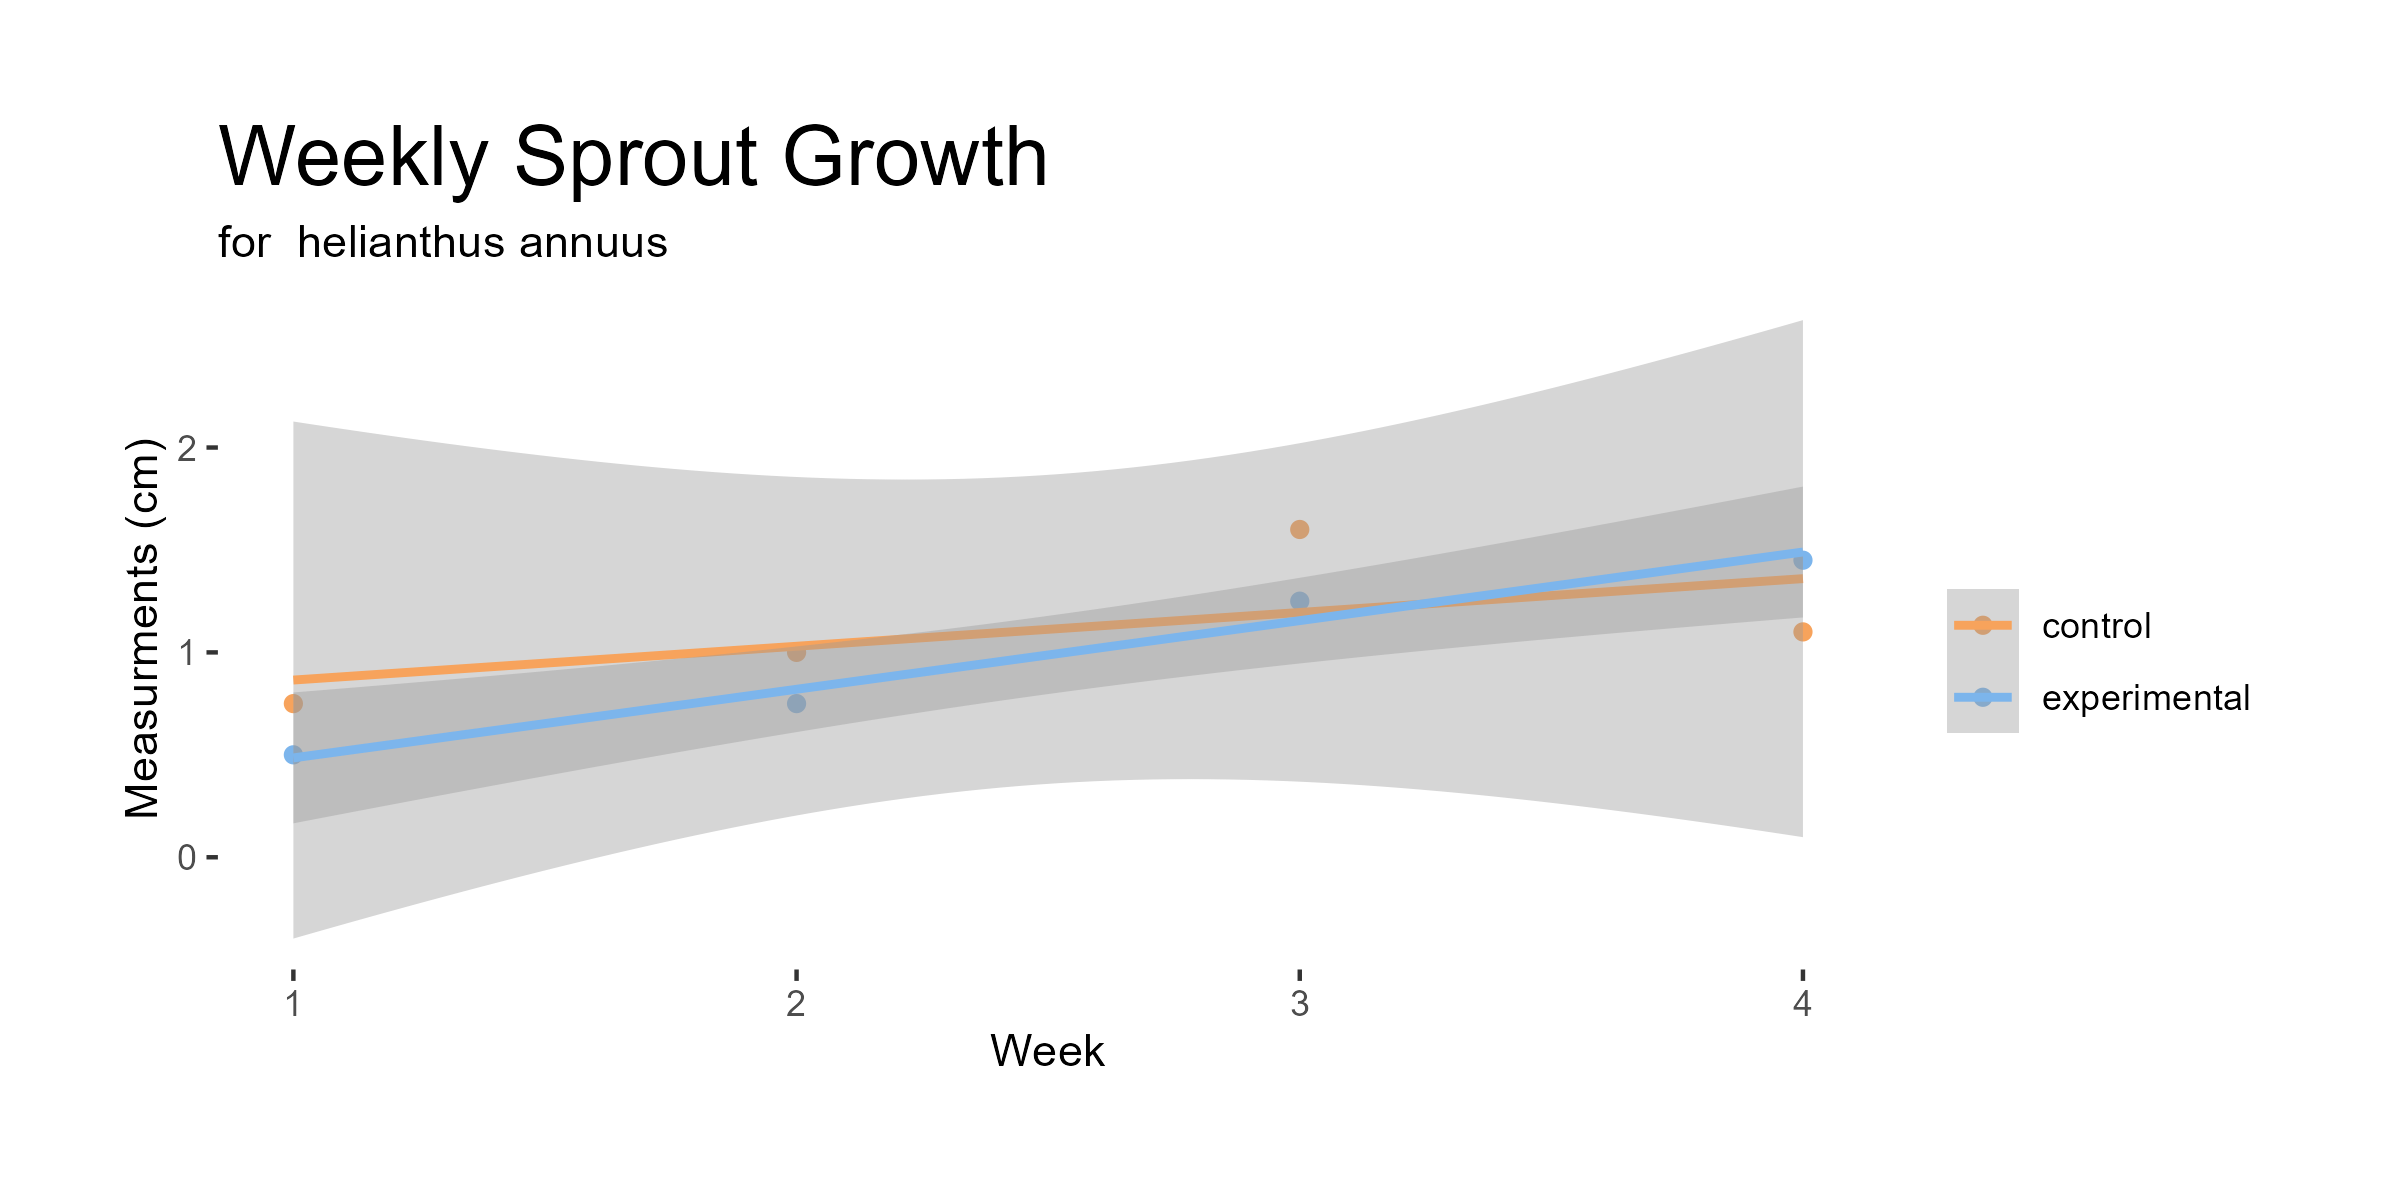 Weekly Sprout Growth
for  helianthus annuus
Measurments (cm)
2
1
0
1 2 3 4
Week
control
experimental